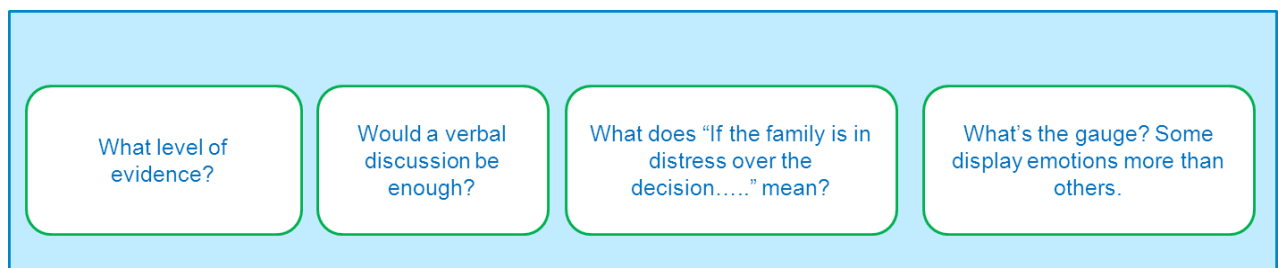 What level of
evidence?
Would a verbal
discussion be
enough?
What does “If the family is in
distress over the
decision…..” mean?
What’s the gauge? Some
display emotions more than
others.